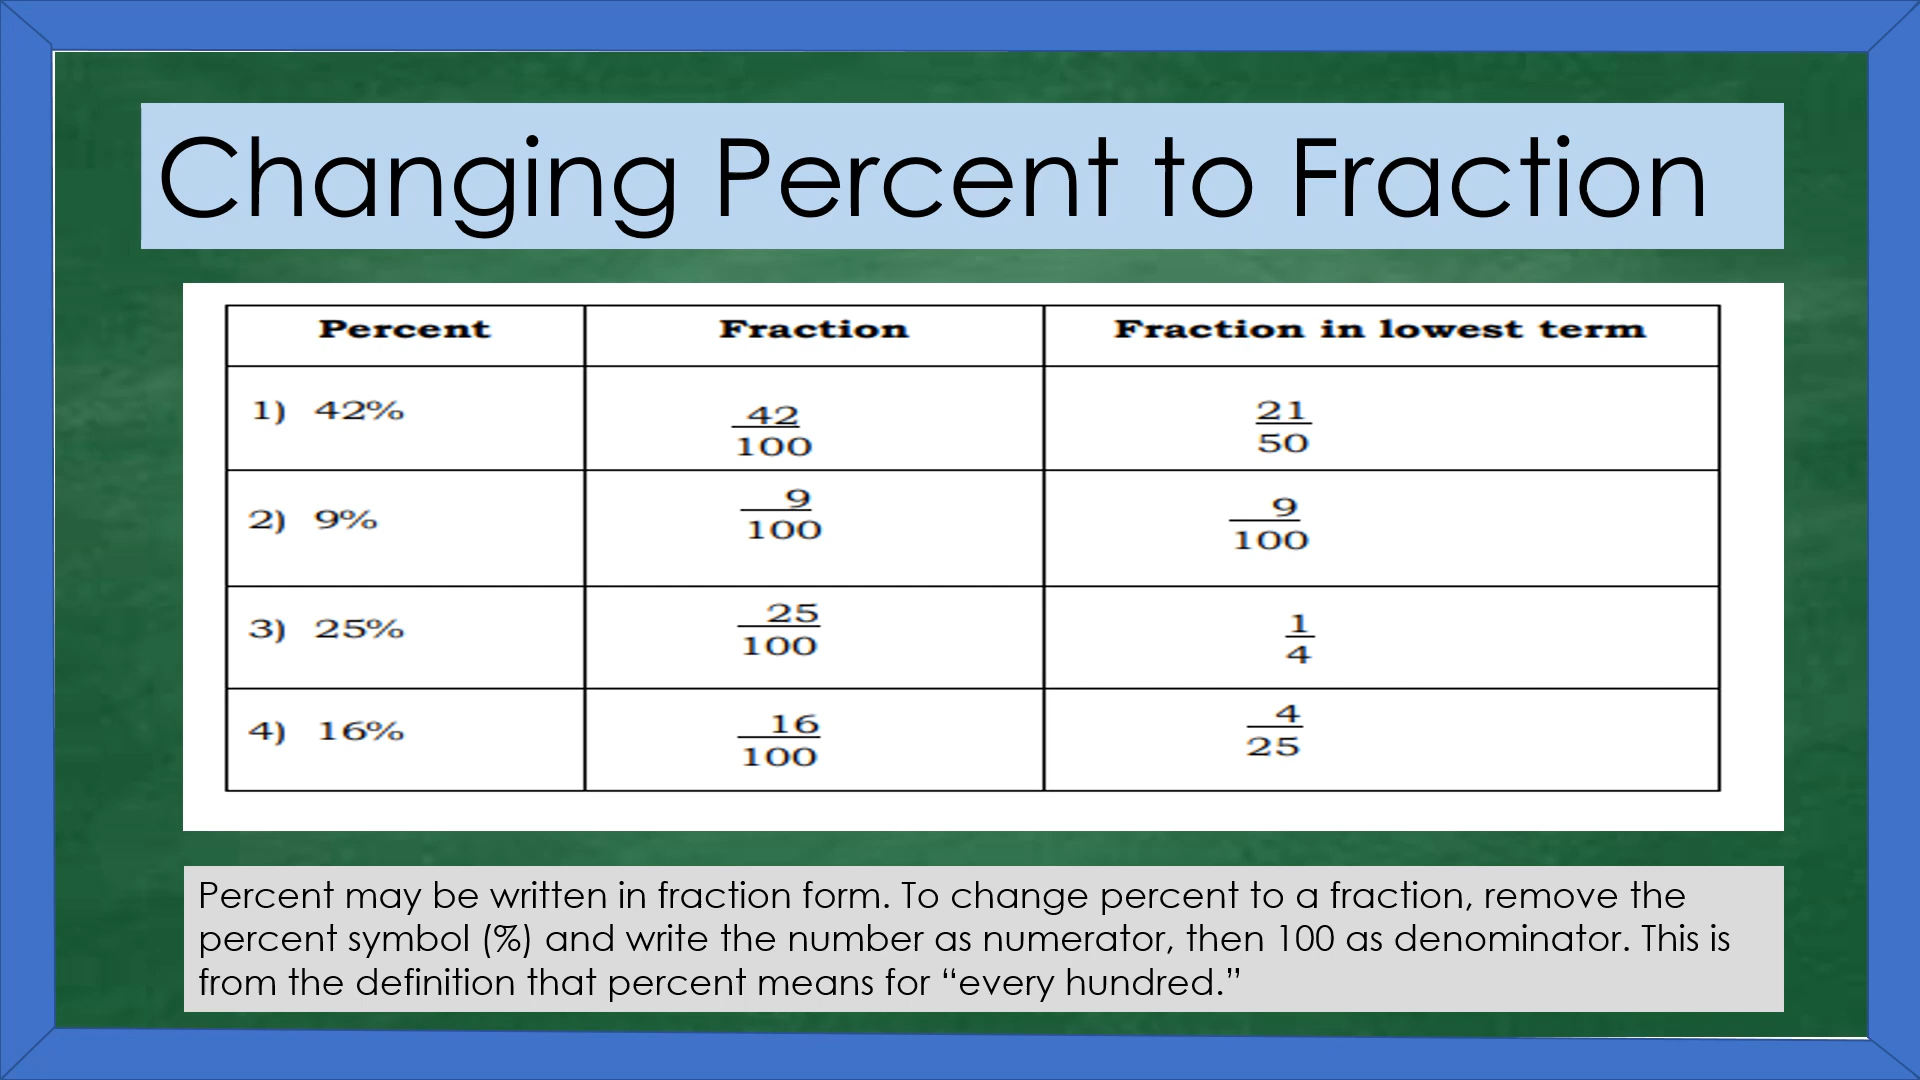 Changing Percent to Fraction
Percent Fraction Fraction in lowest term
1) 42% 42/100 21/50
2) 9% 9/100 9/100
3) 25% 25/100 1/4
4) 16% 16/100 4/25
Percent may be written in fraction form. To change percent to a fraction, remove the
percent symbol (%) and write the number as numerator, then 100 as denominator. This is
from the definition that percent means for “every hundred.”